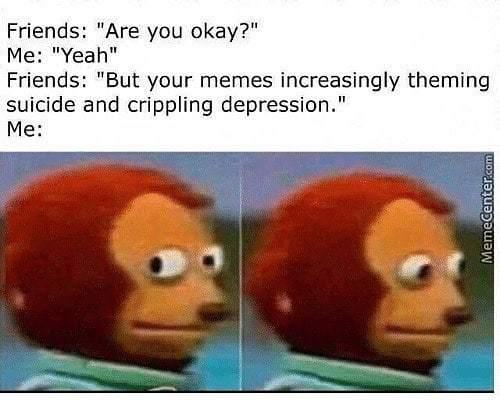 Friends: "Are you okay?"
Me: "Yeah"
Friends: "But your memes increasingly theming
suicide and crippling depression."
Me:
MemeCenter.com